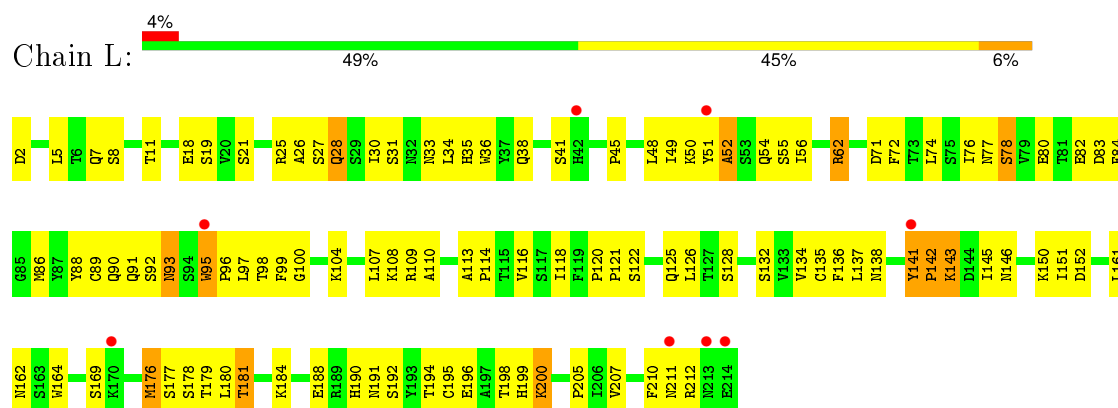 4%
Chain L:
49% 45% 6%
D2 L5 T6 Q7 S8 T11 E18 S19 V20 S21 R25 A26 S27 Q28 S29 I30 S31 N32 N33 L34 H35 W36 Y37 Q38 S41 H42 P45 L48 I49 K50 Y51 A52 S53 Q54 S55 I56 R62 D71 F72 T73 L74 S75 I76 N77 S78 V79 E80 T81 E82 D83 F84
G85 M86 Y87 Y88 C89 Q90 Q91 S92 N93 S94 W95 P96 L97 T98 F99 G100 K104 L107 K108 R109 A110 A113 P114 T115 V116 S117 I118 F119 P120 P121 S122 Q125 L126 T127 S128 S132 V133 V134 C135 F136 L137 N138 Y141 P142 K143 D144 I145 N146 K150 I151 D152 L161
N162 S163 W164 S169 K170 M176 S177 S178 T179 L180 T181 K184 E188 R189 H190 N191 S192 Y193 T194 C195 E196 A197 T198 H199 K200 P205 I206 V207 F210 N211 R212 N213 E214